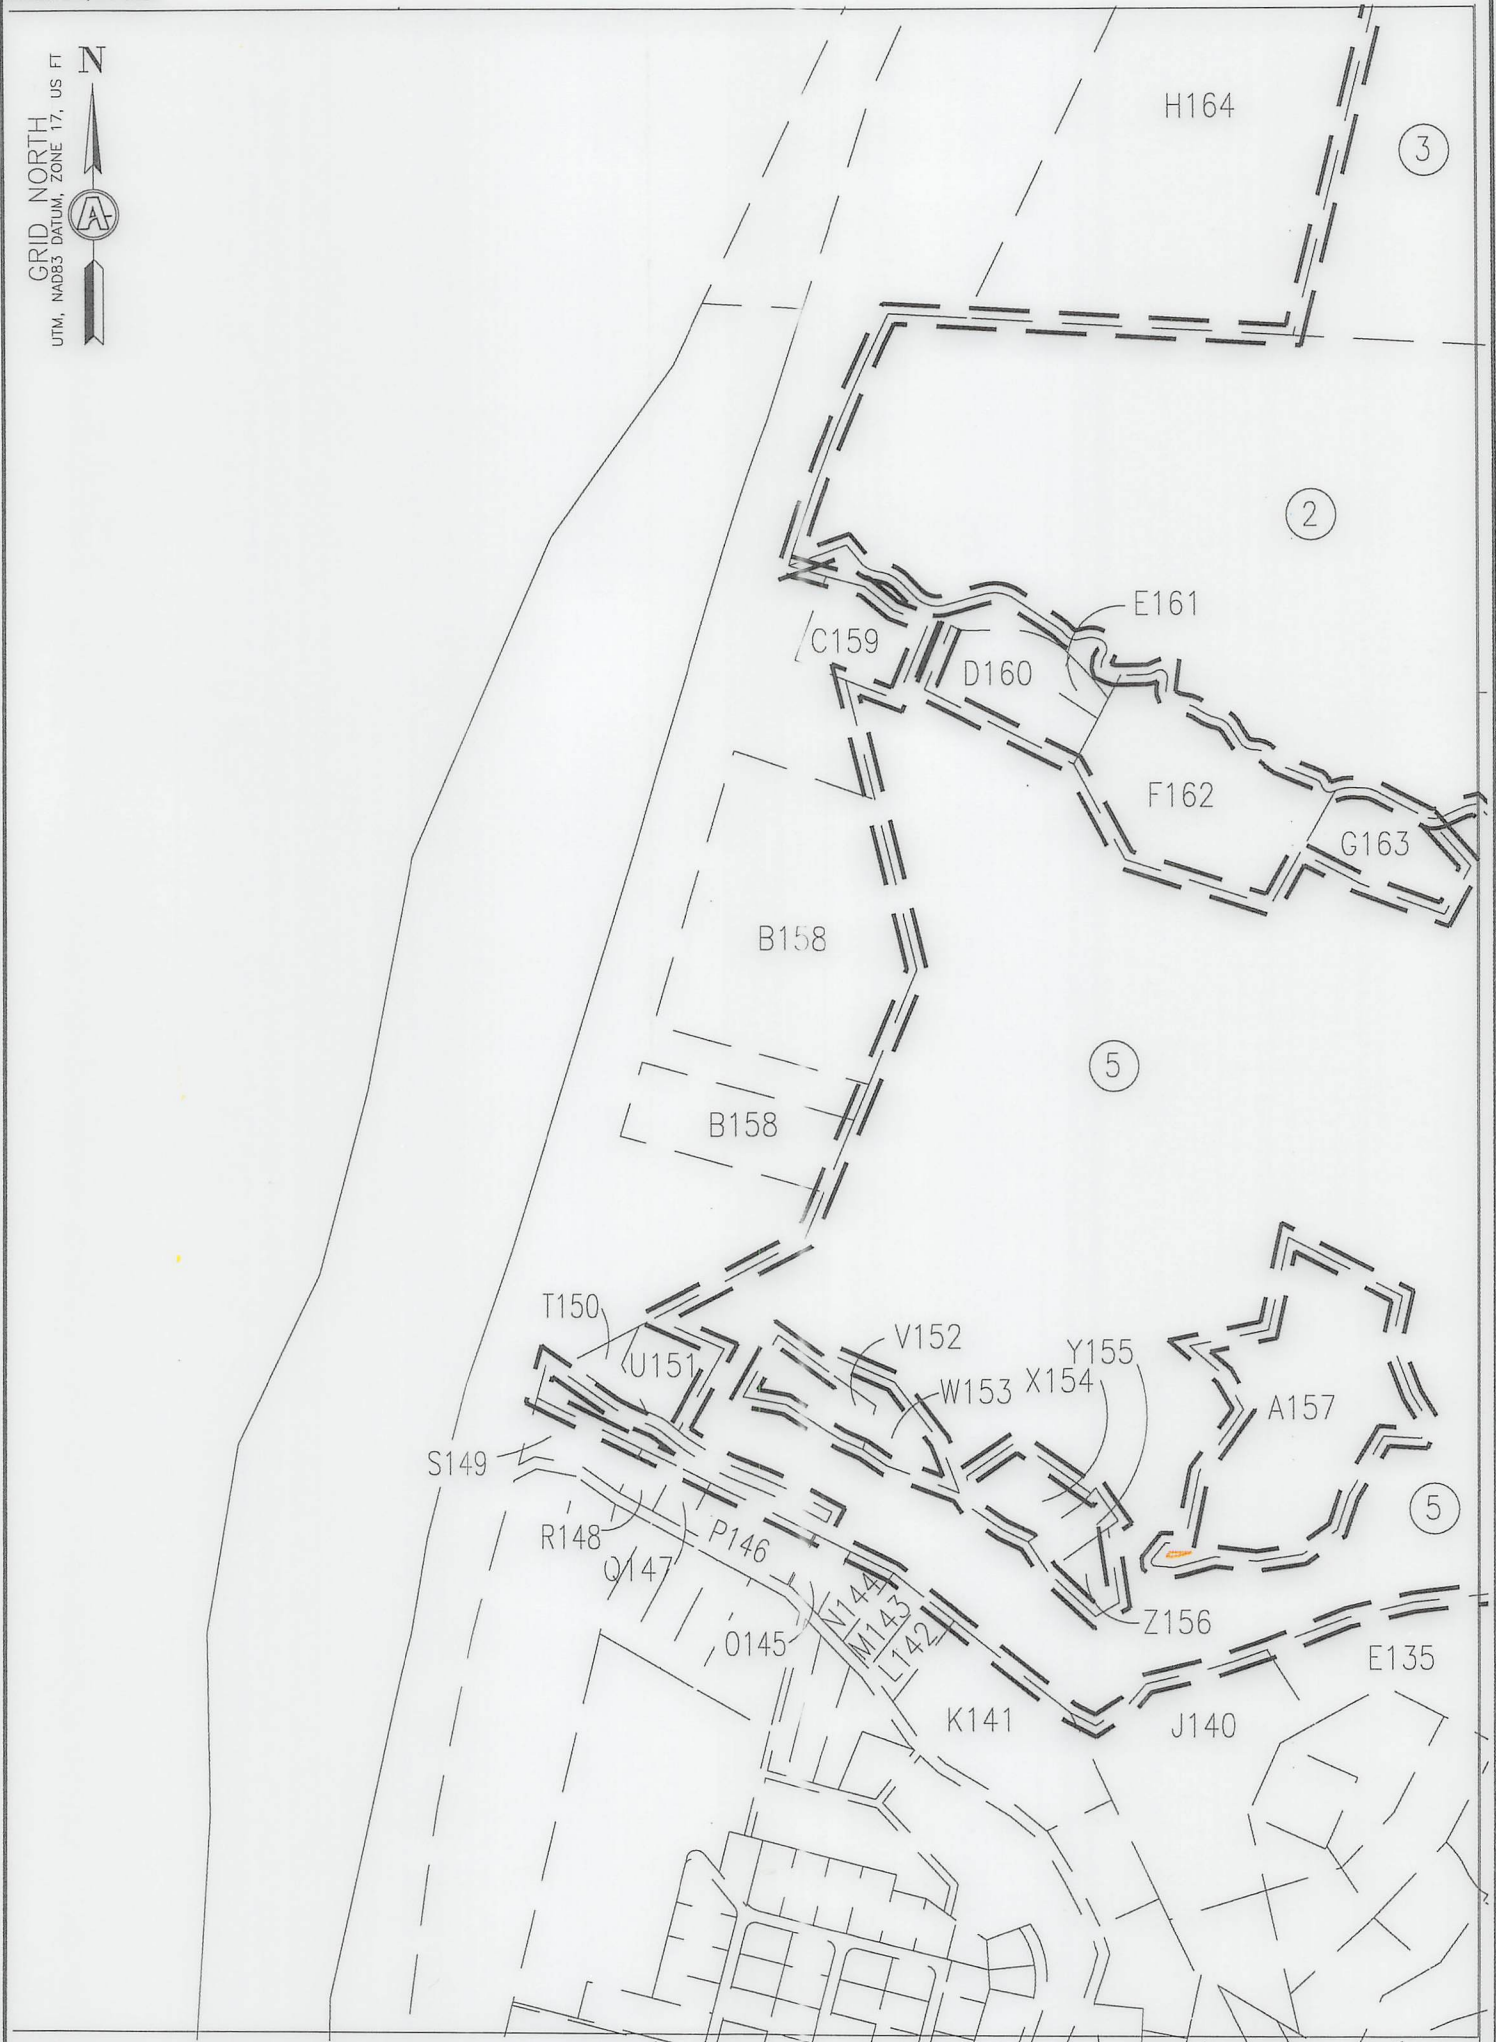 N
GRID NORTH
UTM, NAD83 DATUM, ZONE 17, US FT
A
H164
3
2
E161
C159
D160
F162
G163
B158
5
B158
T150
U151
V152
W153
X154
Y155
A157
S149
5
R148
P146
Q147
O145
N144
M143
L142
Z156
E135
K141
J140